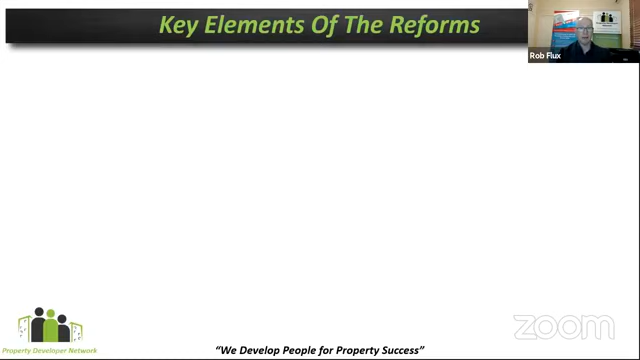 Key Elements Of The Reforms
Rob Flux
Property Developer Network
“We Develop People for Property Success”
zoom